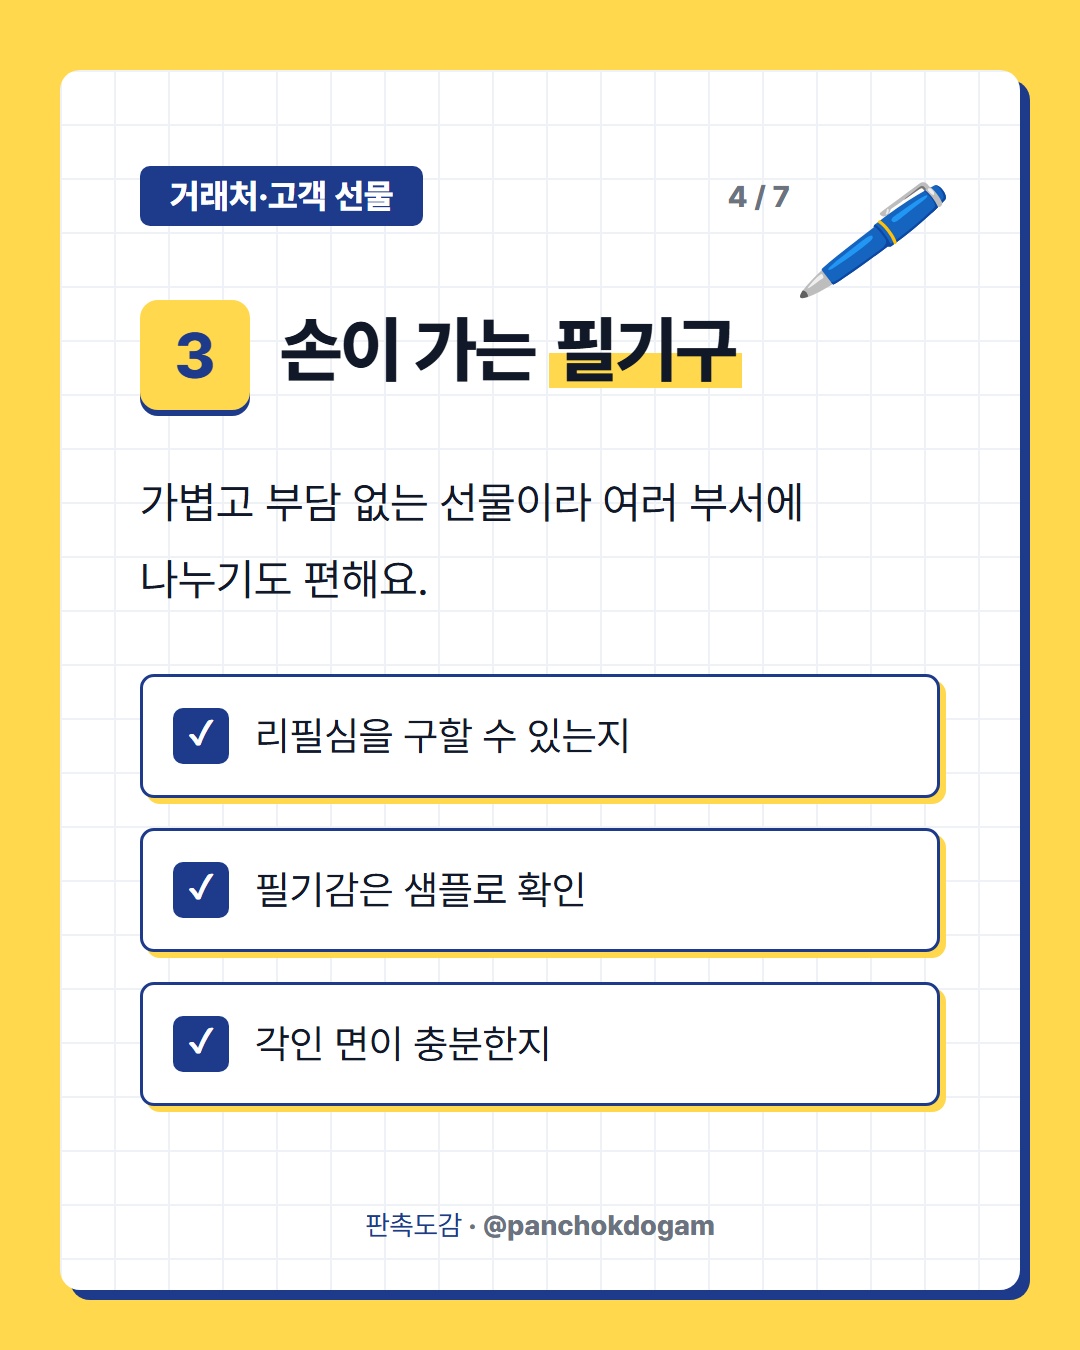 거래처·고객 선물
4 / 7
3
손이 가는 필기구
가볍고 부담 없는 선물이라 여러 부서에
나누기도 편해요.
리필심을 구할 수 있는지
필기감은 샘플로 확인
각인 면이 충분한지
판촉도감 · @panchokdogam